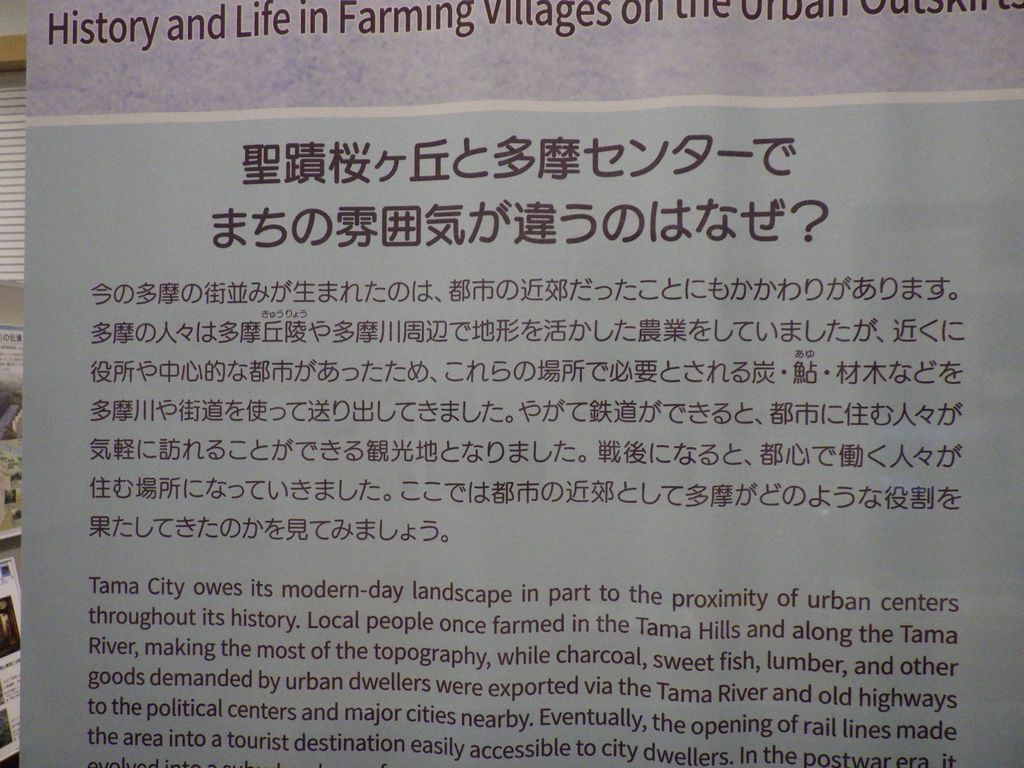 History and Life in Farming Villages on the Urban Outskirts
聖蹟桜ヶ丘と多摩センターで
まちの雰囲気が違うのはなぜ？
今の多摩の街並みが生まれたのは、都市の近郊だったことにもかかわりがあります。
きゅうりょう
多摩の人々は多摩丘陵や多摩川周辺で地形を活かした農業をしていましたが、近くに
あゆ
役所や中心的な都市があったため、これらの場所で必要とされる炭・鮎・材木などを
多摩川や街道を使って送り出してきました。やがて鉄道ができると、都市に住む人々が
気軽に訪れることができる観光地となりました。戦後になると、都心で働く人々が
住む場所になっていきました。ここでは都市の近郊として多摩がどのような役割を
果たしてきたのかを見てみましょう。
Tama City owes its modern-day landscape in part to the proximity of urban centers
throughout its history. Local people once farmed in the Tama Hills and along the Tama
River, making the most of the topography, while charcoal, sweet fish, lumber, and other
goods demanded by urban dwellers were exported via the Tama River and old highways
to the political centers and major cities nearby. Eventually, the opening of rail lines made
the area into a tourist destination easily accessible to city dwellers. In the postwar era, it
evolved into a